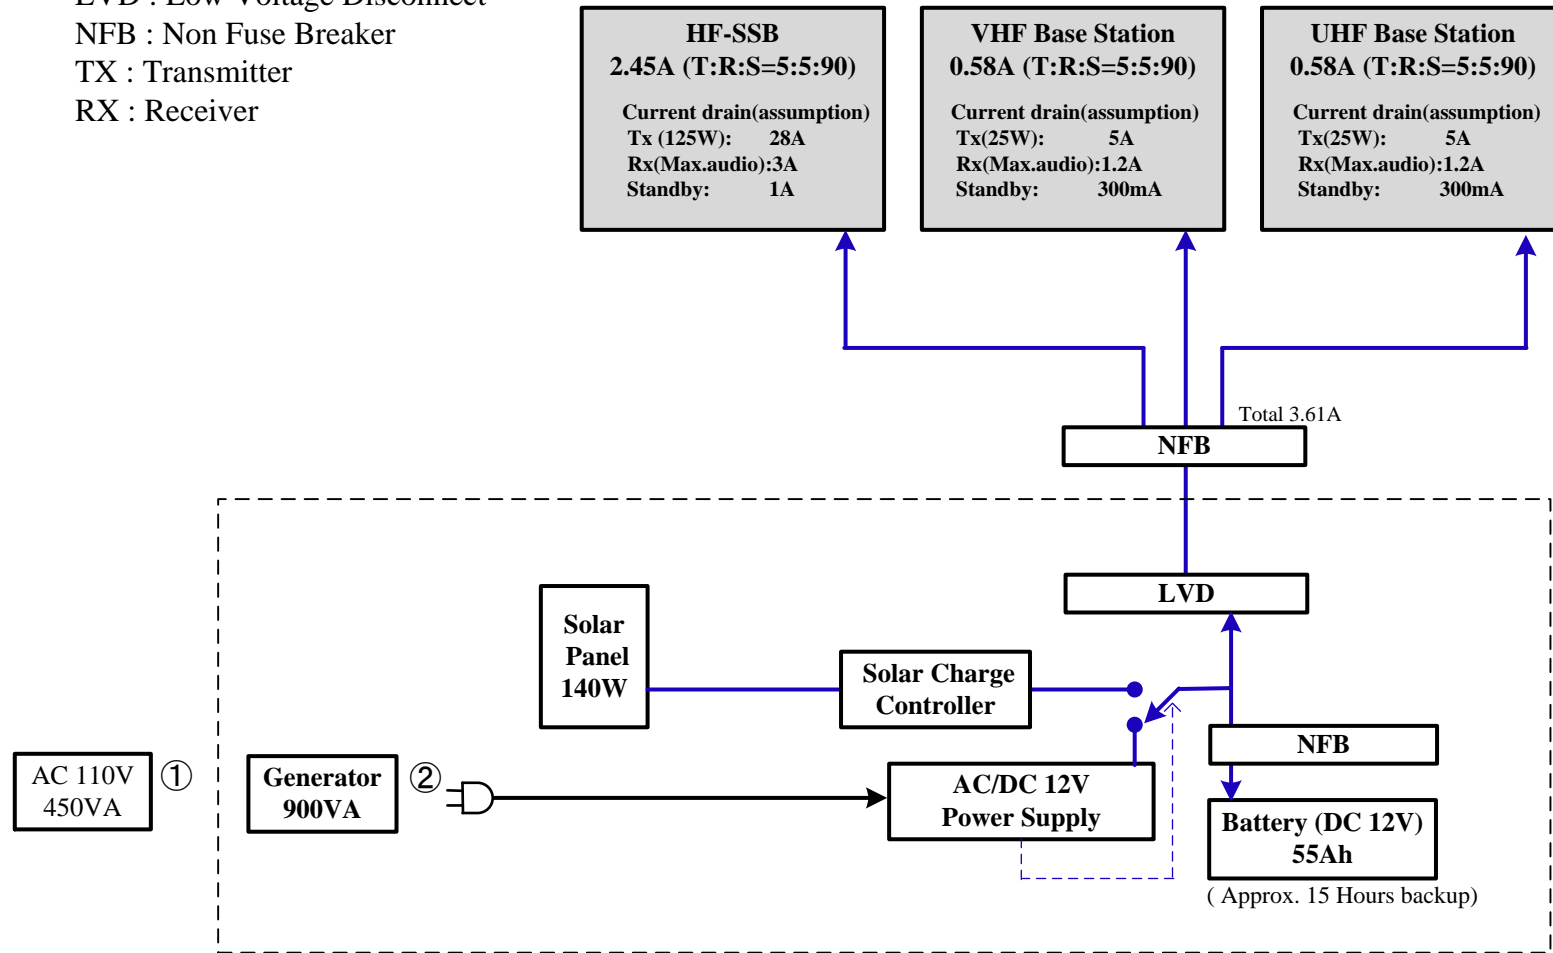 LVD : Low Voltage Disconnect
NFB : Non Fuse Breaker
TX : Transmitter
RX : Receiver
HF-SSB
2.45A (T:R:S=5:5:90)
Current drain(assumption)
Tx (125W): 28A
Rx(Max.audio):3A
Standby: 1A
VHF Base Station
0.58A (T:R:S=5:5:90)
Current drain(assumption)
Tx(25W): 5A
Rx(Max.audio):1.2A
Standby: 300mA
UHF Base Station
0.58A (T:R:S=5:5:90)
Current drain(assumption)
Tx(25W): 5A
Rx(Max.audio):1.2A
Standby: 300mA
Total 3.61A
NFB
LVD
Solar
Panel
140W
Solar Charge
Controller
NFB
AC 110V
450VA
①
Generator
900VA
②
AC/DC 12V
Power Supply
Battery (DC 12V)
55Ah
( Approx. 15 Hours backup)